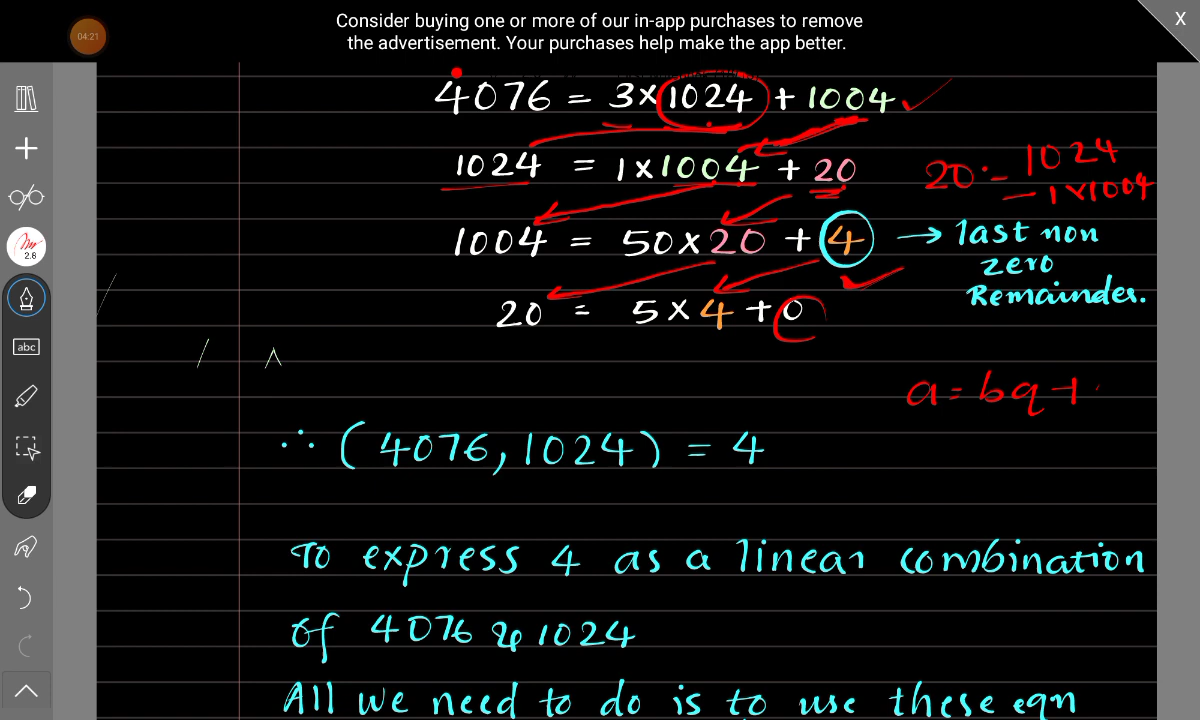 04:21
Consider buying one or more of our in-app purchases to remove
the advertisement. Your purchases help make the app better.
X
4076 = 3×1024 + 1004
1024 = 1×1004 + 20
20 = 1024
- 1×1004
1004 = 50×20 + 4 → last non
zero
Remainder.
20 = 5×4 + 0
2.8
abc
a = bq +
∴ (4076, 1024) = 4
To express 4 as a linear combination
of 4076 & 1024
All we need to do is to use these eqn